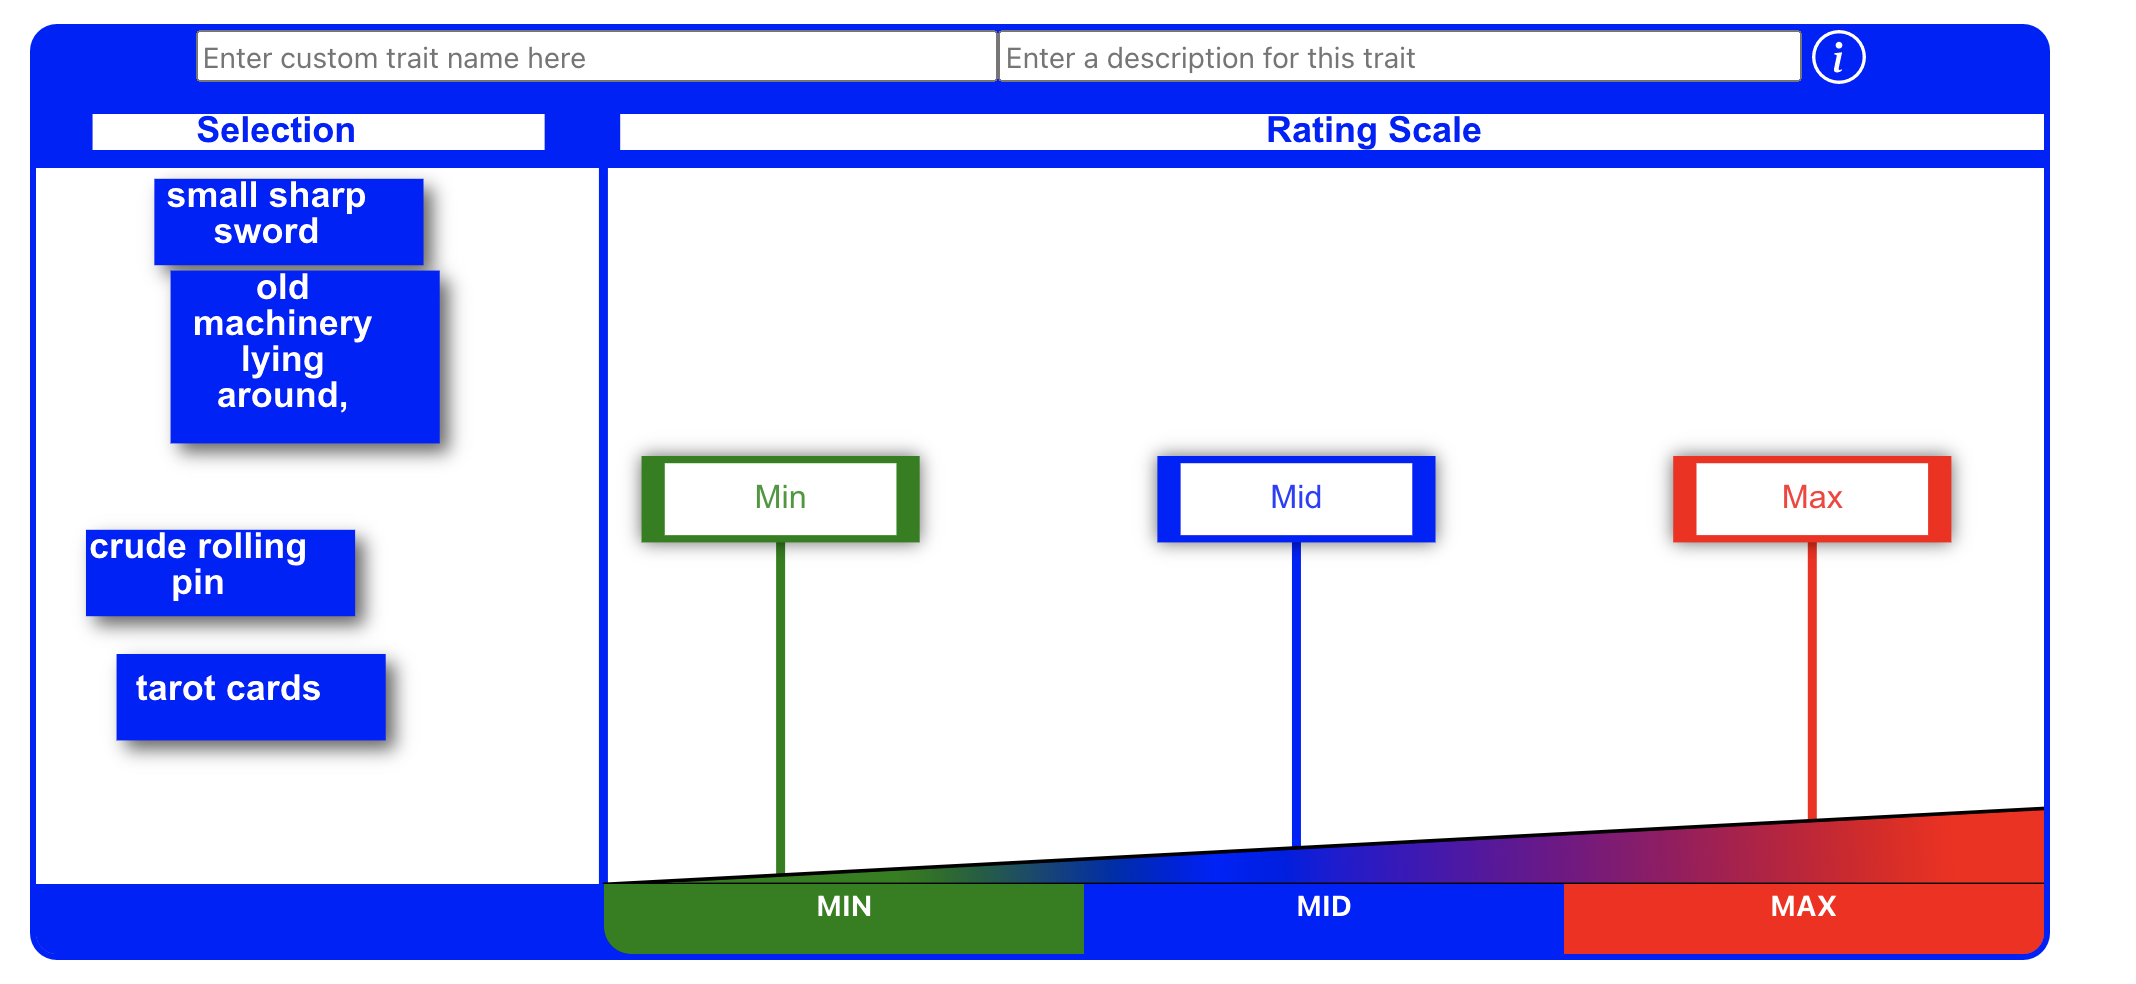 Enter custom trait name here
Enter a description for this trait
i
Selection
Rating Scale
small sharp
sword
old
machinery
lying
around,
crude rolling
pin
tarot cards
Min
Mid
Max
MIN
MID
MAX